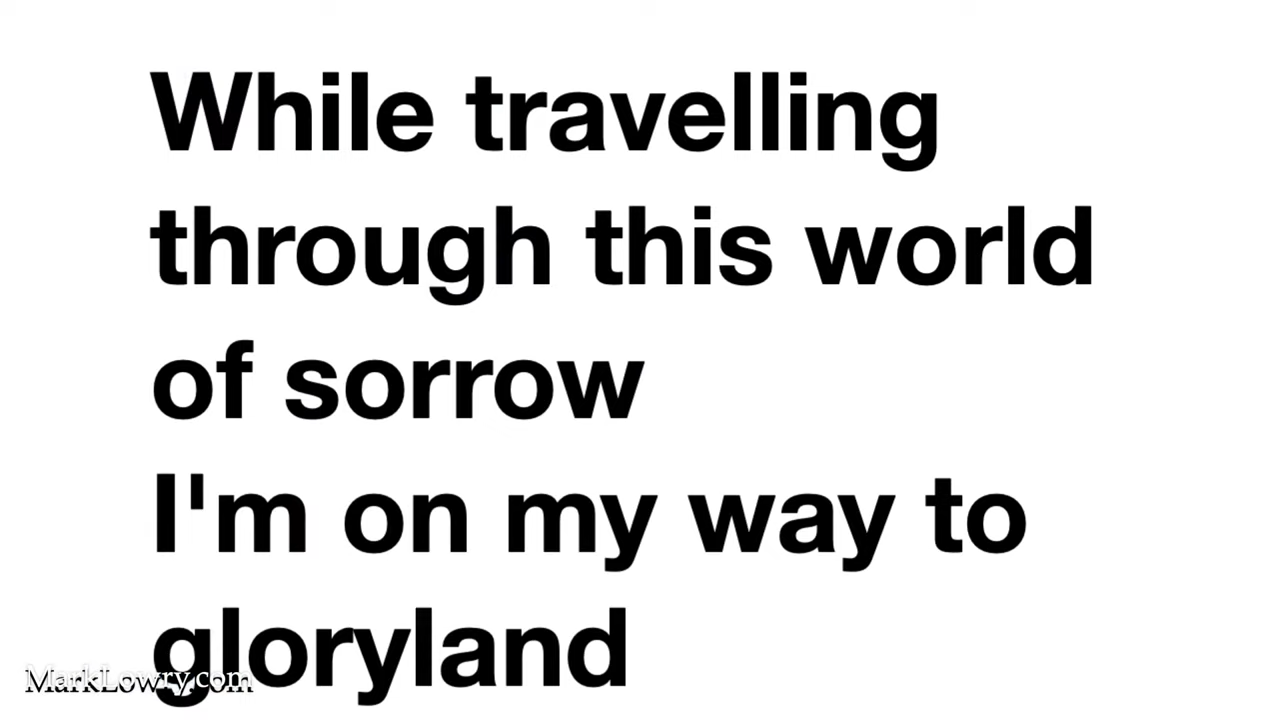 While travelling
through this world
of sorrow
I'm on my way to
gloryland
MarkLowry.com